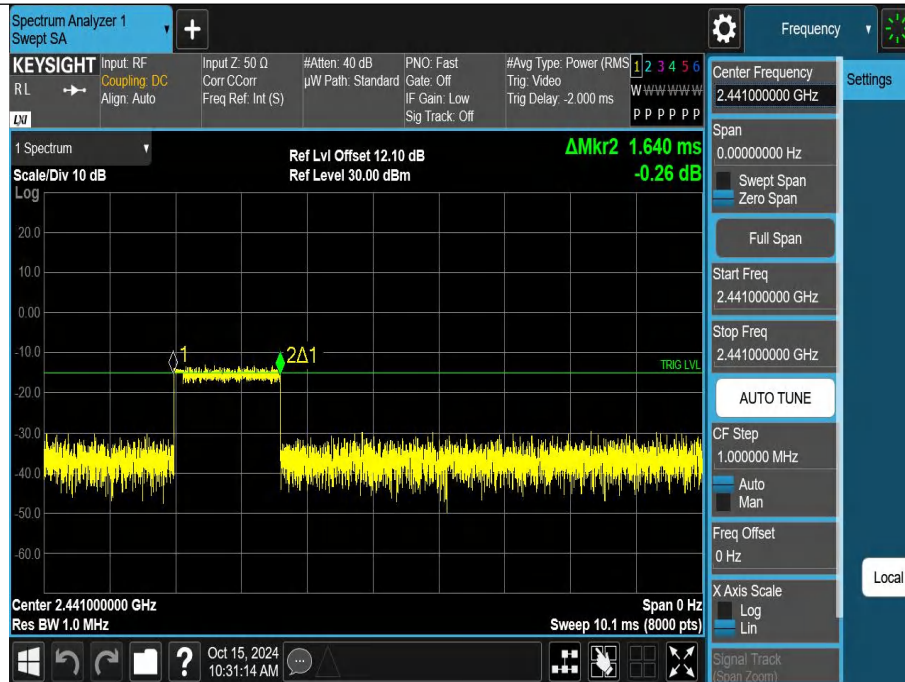 Spectrum Analyzer 1
Swept SA
+
Frequency
KEYSIGHT
RL
LXI
Input: RF
Coupling: DC
Align: Auto
Input Z: 50 Ω
Corr CCorr
Freq Ref: Int (S)
#Atten: 40 dB
µW Path: Standard
PNO: Fast
Gate: Off
IF Gain: Low
Sig Track: Off
#Avg Type: Power (RMS
Trig: Video
Trig Delay: -2.000 ms
1 2 3 4 5 6
W W W W W W
P P P P P P
1 Spectrum
Scale/Div 10 dB
Log
Ref Lvl Offset 12.10 dB
Ref Level 30.00 dBm
ΔMkr2 1.640 ms
-0.26 dB
20.0
10.0
0.00
-10.0
-20.0
-30.0
-40.0
-50.0
-60.0
1
2Δ1
TRIG LVL
Center 2.441000000 GHz
Res BW 1.0 MHz
Span 0 Hz
Sweep 10.1 ms (8000 pts)
Center Frequency
2.441000000 GHz
Settings
Span
0.00000000 Hz
Swept Span
Zero Span
Full Span
Start Freq
2.441000000 GHz
Stop Freq
2.441000000 GHz
AUTO TUNE
CF Step
1.000000 MHz
Auto
Man
Freq Offset
0 Hz
X Axis Scale
Log
Lin
Signal Track
(Span Zoom)
Local
?
Oct 15, 2024
10:31:14 AM